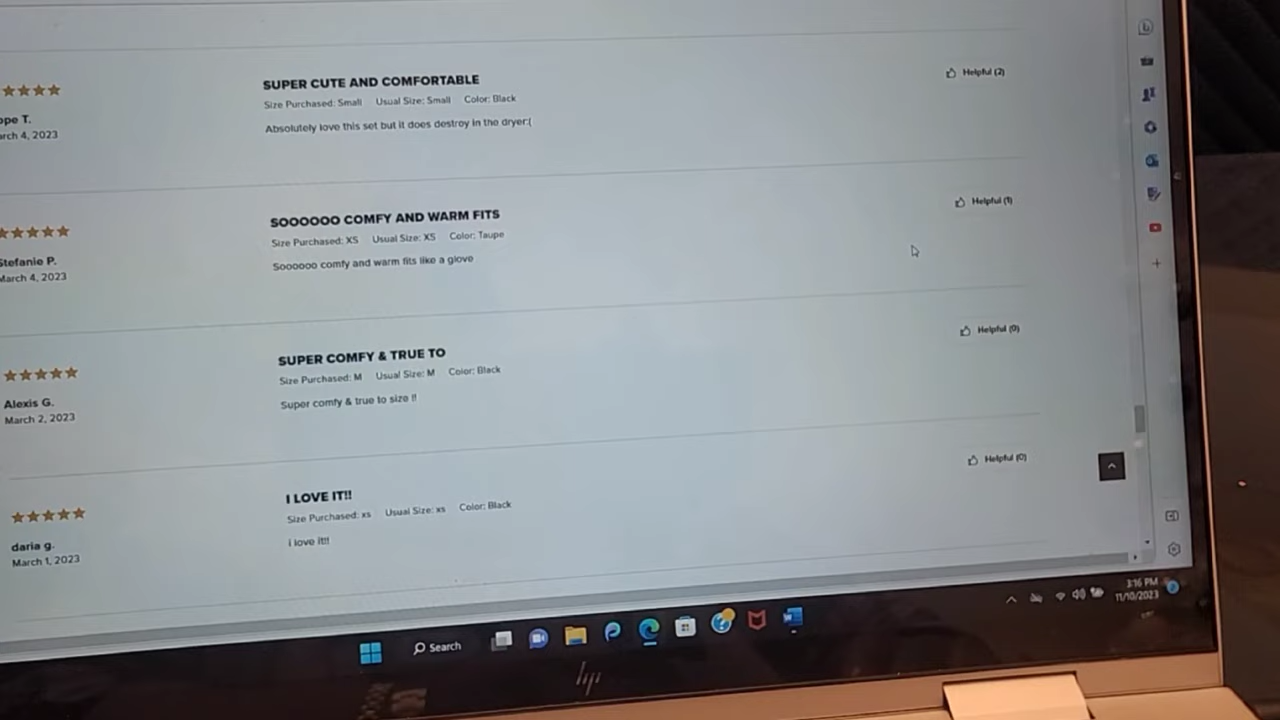 SUPER CUTE AND COMFORTABLE
Helpful (2)
Size Purchased: Small Usual Size: Small Color: Black
ope T.
Absolutely love this set but it does destroy in the dryer:(
arch 4, 2023
SOOOOOO COMFY AND WARM FITS
Helpful (1)
Size Purchased: XS Usual Size: XS Color: Taupe
Stefanie P.
Soooooo comfy and warm fits like a glove
March 4, 2023
SUPER COMFY & TRUE TO
Helpful (0)
Size Purchased: M Usual Size: M Color: Black
Alexis G.
Super comfy & true to size !!
March 2, 2023
I LOVE IT!!
Helpful (0)
Size Purchased: xs Usual Size: xs Color: Black
daria g.
I love it!!
March 1, 2023
Search
3:16 PM
11/10/2023
hp